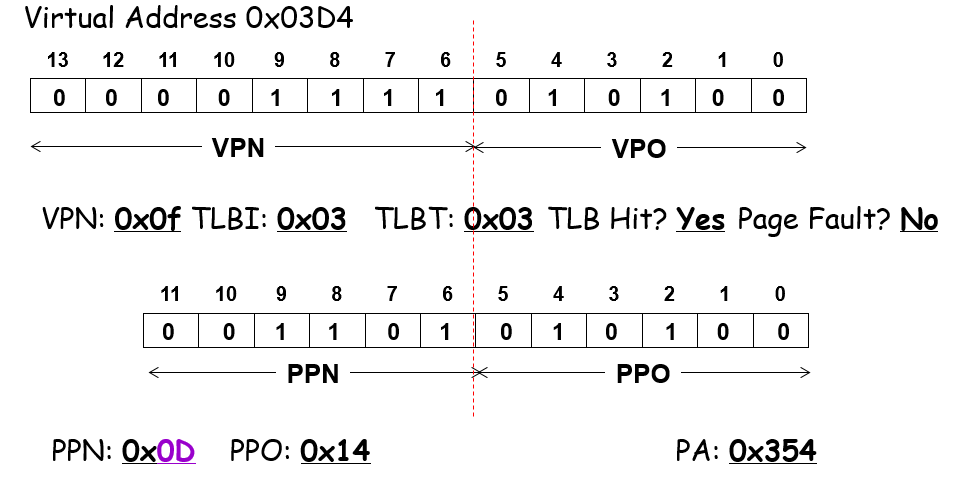 Virtual Address 0x03D4
13 12 11 10 9 8 7 6 5 4 3 2 1 0
0 0 0 0 1 1 1 1 0 1 0 1 0 0
VPN VPO
VPN: 0x0f TLBI: 0x03 TLBT: 0x03 TLB Hit? Yes Page Fault? No
11 10 9 8 7 6 5 4 3 2 1 0
0 0 1 1 0 1 0 1 0 1 0 0
PPN PPO
PPN: 0x0D PPO: 0x14 PA: 0x354